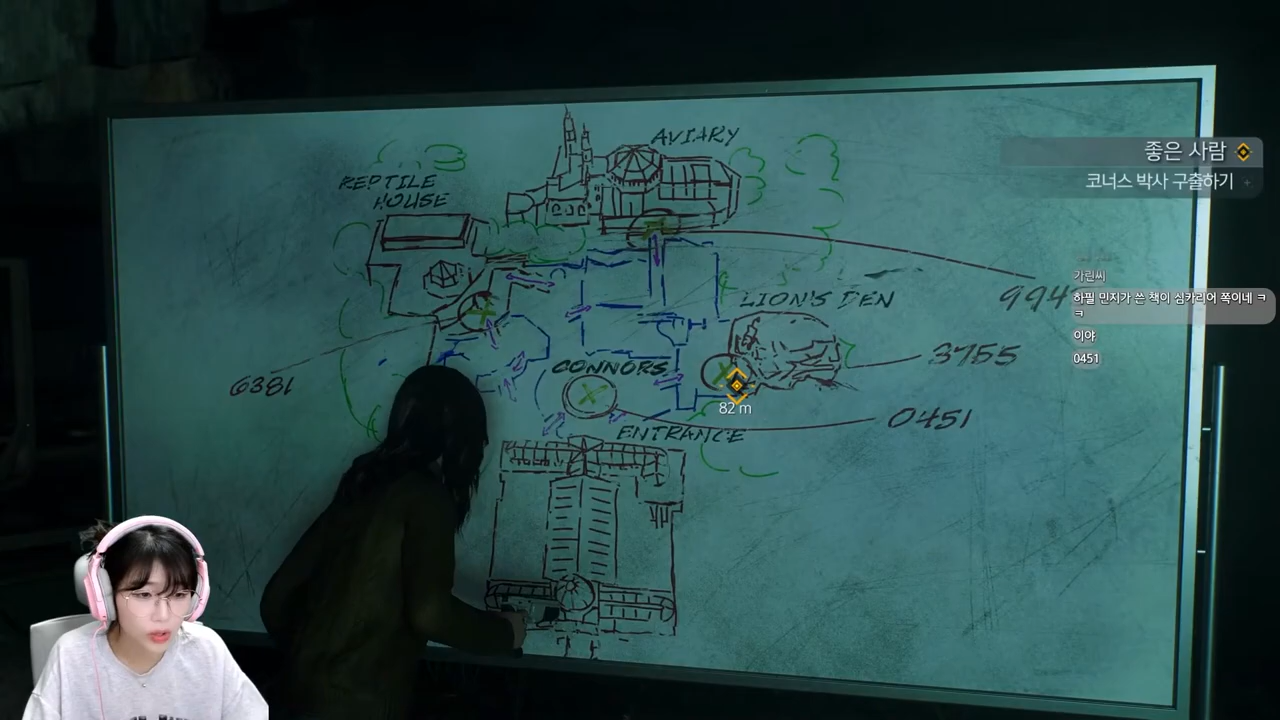 AVIARY
REPTILE
HOUSE
좋은 사람
코너스 박사 구출하기
LION'S DEN
994
가린씨
하필 민지가 쓴 책이 심카리어 쪽이네 ㅋ
ㅋ
이야
0451
3755
6381
CONNORS
82 m
0451
ENTRANCE